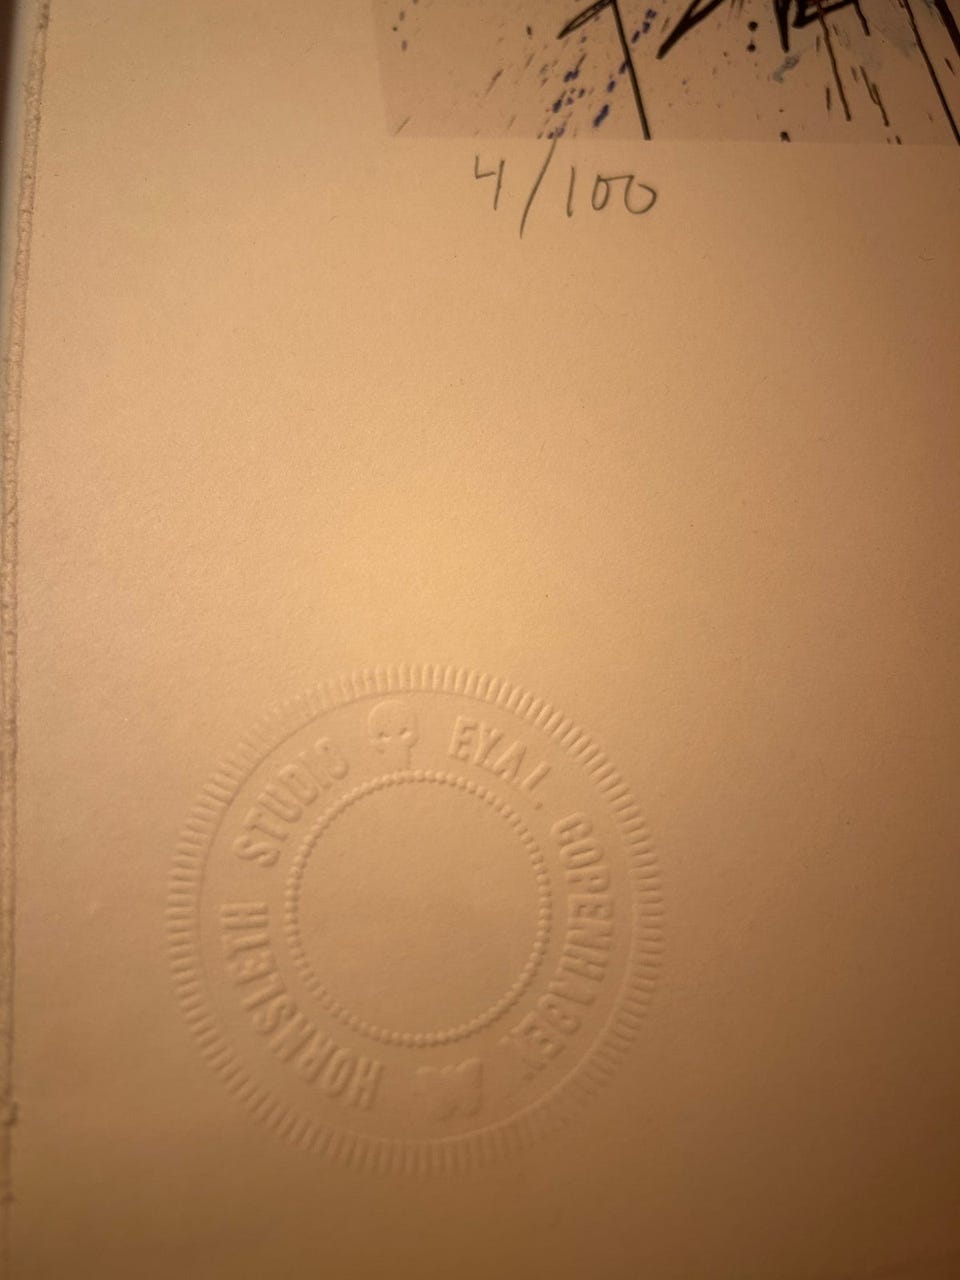 4/100
HORNSLETH STUDIO
EYAL, COPENHAGEN